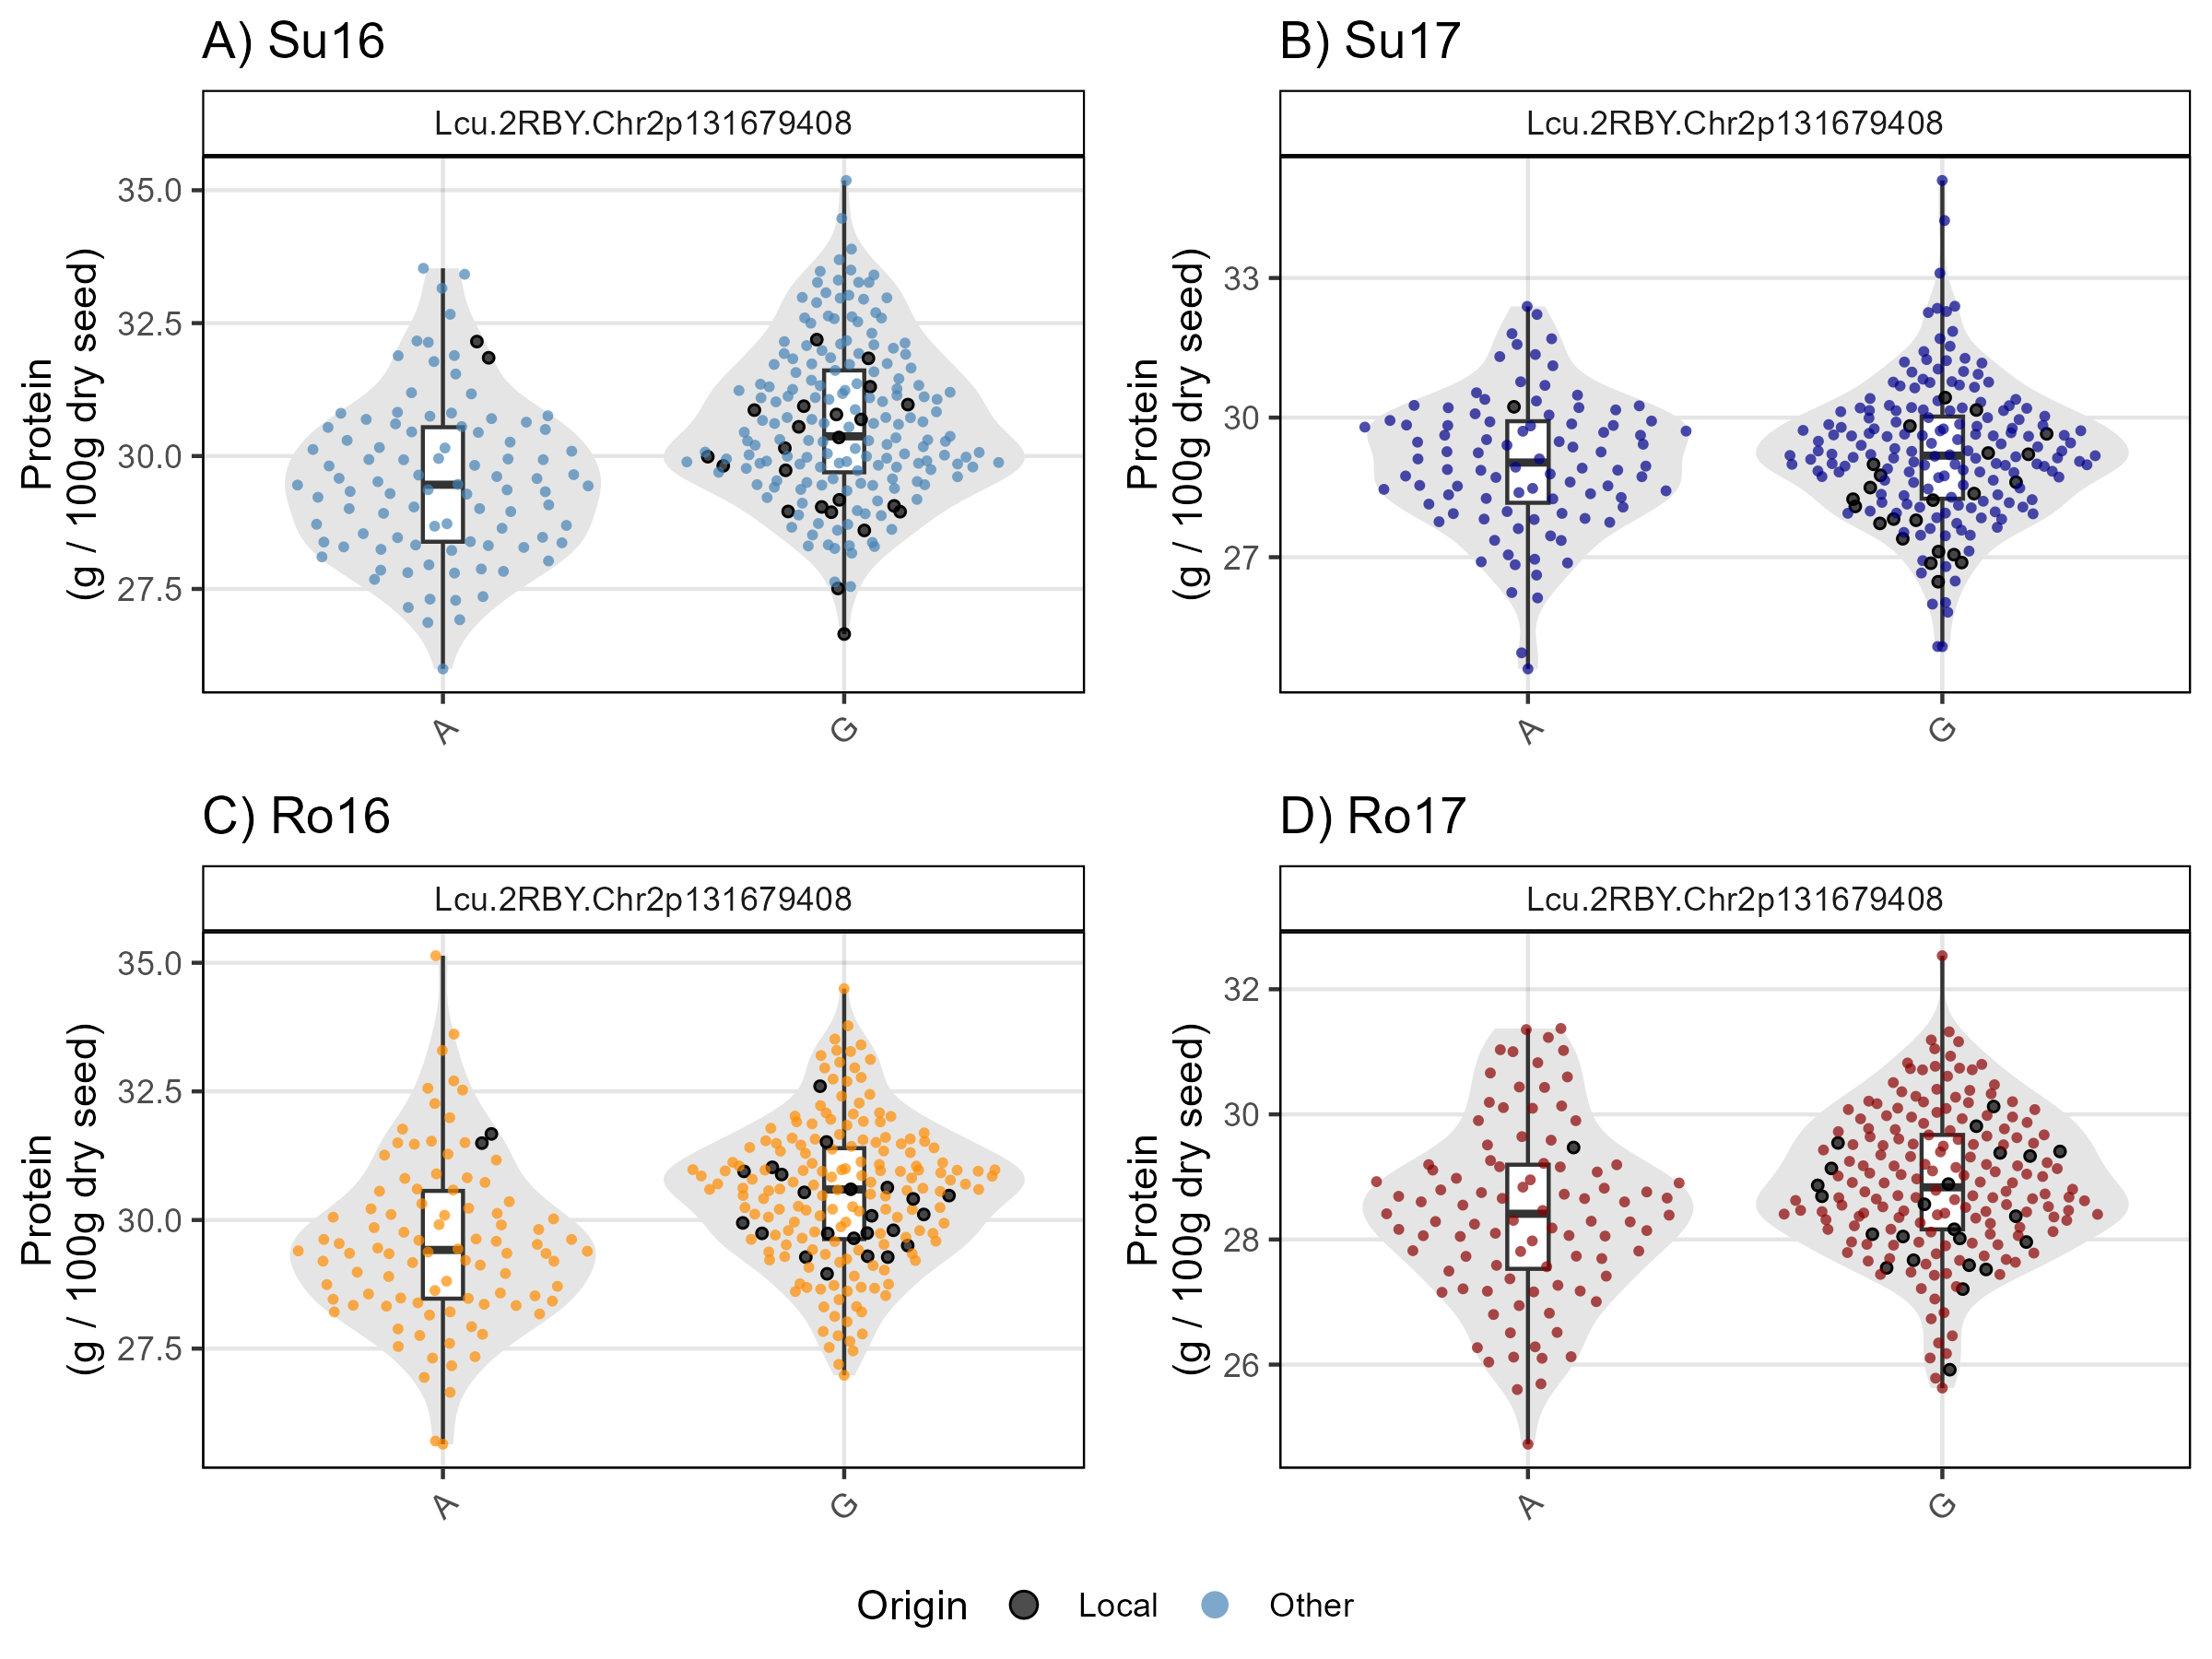 A) Su16
Lcu.2RBY.Chr2p131679408
Protein
(g / 100g dry seed)
35.0
32.5
30.0
27.5
A
G
B) Su17
Lcu.2RBY.Chr2p131679408
Protein
(g / 100g dry seed)
33
30
27
A
G
C) Ro16
Lcu.2RBY.Chr2p131679408
Protein
(g / 100g dry seed)
35.0
32.5
30.0
27.5
A
G
D) Ro17
Lcu.2RBY.Chr2p131679408
Protein
(g / 100g dry seed)
32
30
28
26
A
G
Origin Local Other